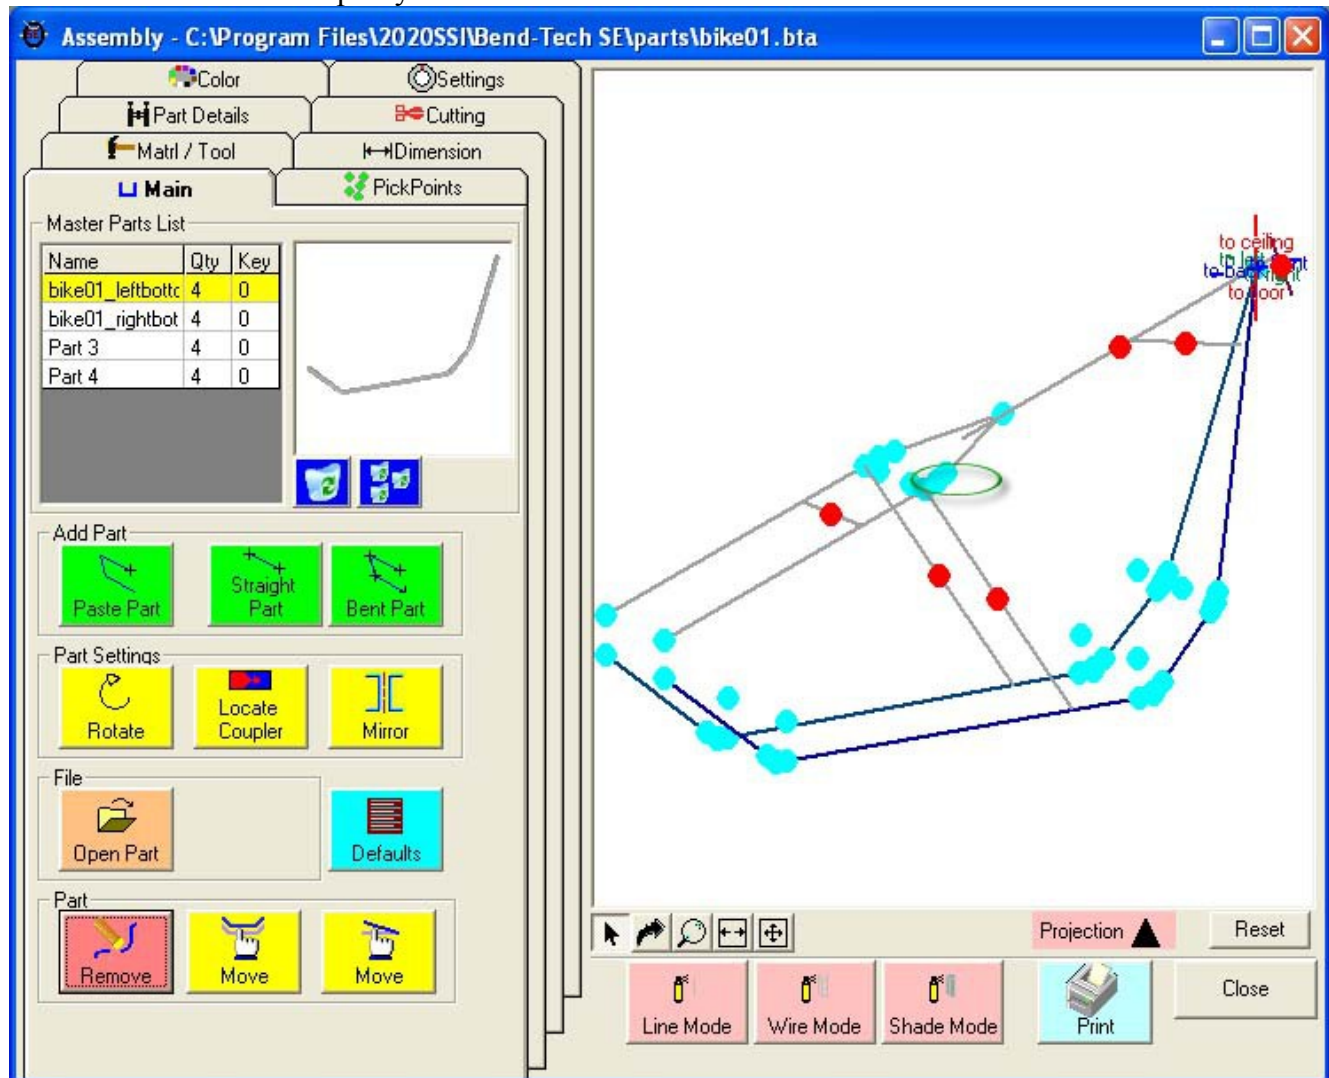 Assembly - C:\Program Files\2020SSI\Bend-Tech SE\parts\bike01.bta
Color
Settings
Part Details
Cutting
Matrl / Tool
Dimension
Main
PickPoints
Master Parts List
Name Qty Key
bike01_leftbottc 4 0
bike01_rightbot 4 0
Part 3 4 0
Part 4 4 0
Add Part
Paste Part
Straight
Part
Bent Part
Part Settings
Rotate
Locate
Coupler
Mirror
File
Open Part
Defaults
Part
Remove
Move
Move
to ceiling
to left
Projection
Reset
Line Mode
Wire Mode
Shade Mode
Print
Close